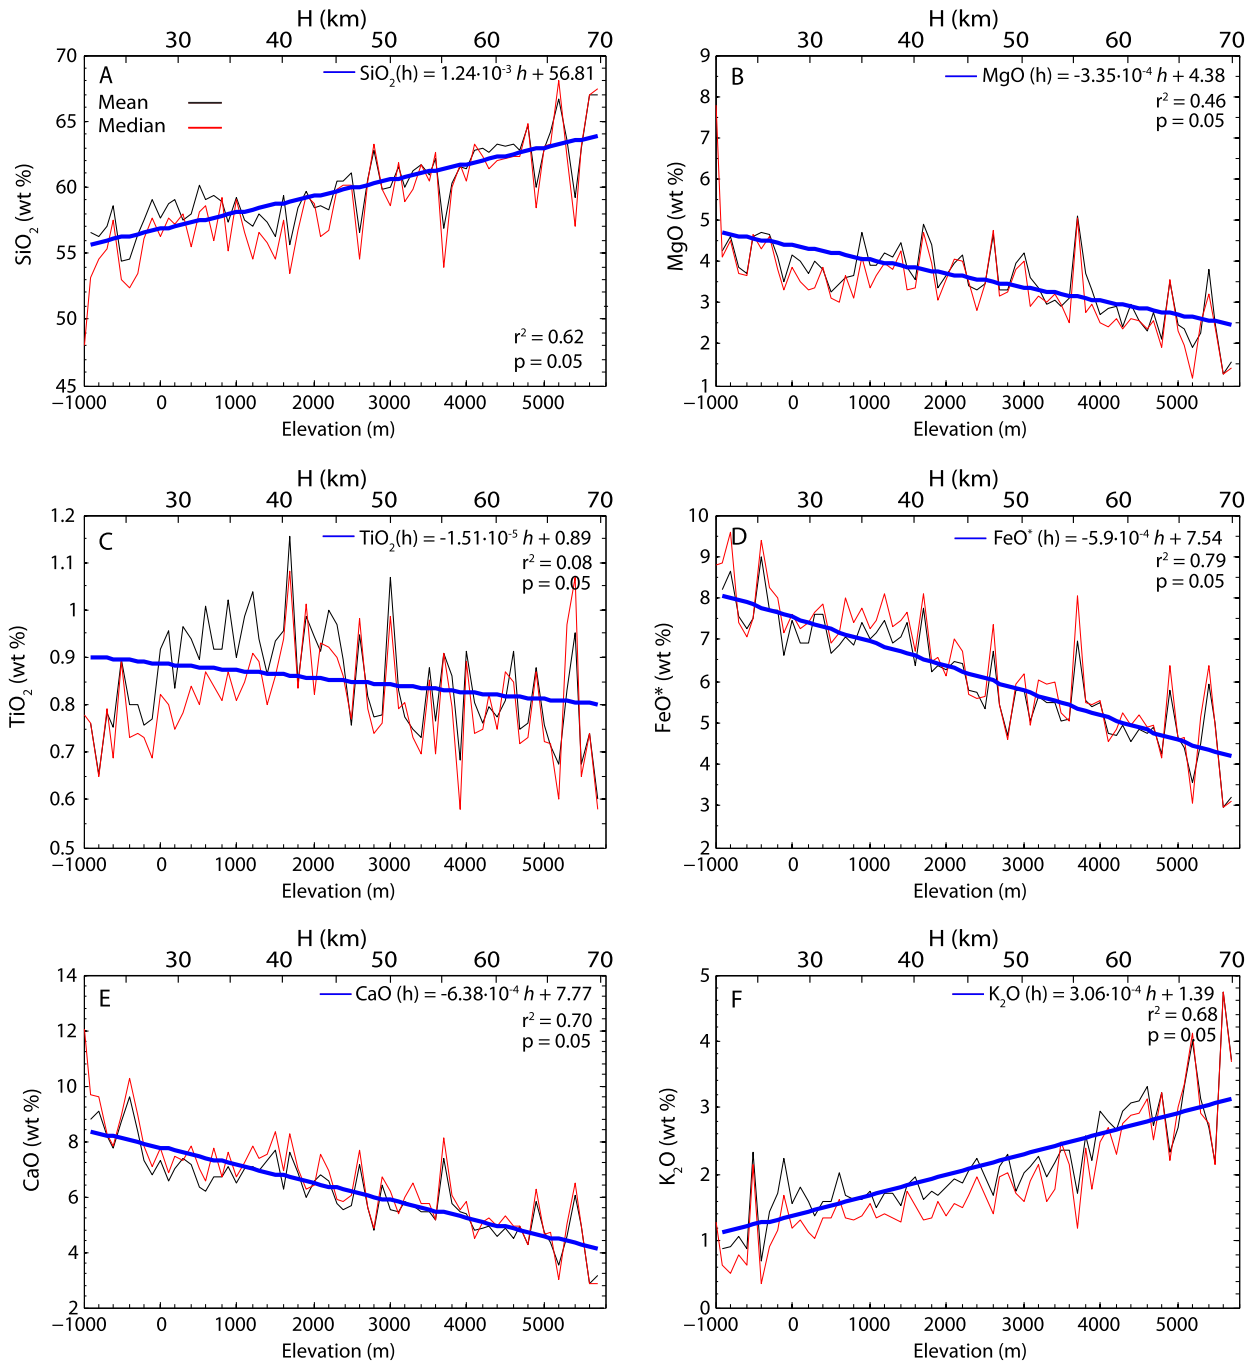 H (km)
30 40 50 60 70
A
SiO₂(h) = 1.24·10⁻³ h + 56.81
Mean
Median
r² = 0.62
p = 0.05
70
65
60
55
50
45
SiO₂ (wt %)
−1000 0 1000 2000 3000 4000 5000
Elevation (m)
H (km)
30 40 50 60 70
B
MgO (h) = -3.35·10⁻⁴ h + 4.38
r² = 0.46
p = 0.05
9
8
7
6
5
4
3
2
1
MgO (wt %)
−1000 0 1000 2000 3000 4000 5000
Elevation (m)
H (km)
30 40 50 60 70
C
TiO₂(h) = -1.51·10⁻⁵ h + 0.89
r² = 0.08
p = 0.05
1.2
1.1
1
0.9
0.8
0.7
0.6
0.5
TiO₂ (wt %)
−1000 0 1000 2000 3000 4000 5000
Elevation (m)
H (km)
30 40 50 60 70
D
FeO* (h) = -5.9·10⁻⁴ h + 7.54
r² = 0.79
p = 0.05
10
9
8
7
6
5
4
3
2
FeO* (wt %)
−1000 0 1000 2000 3000 4000 5000
Elevation (m)
H (km)
30 40 50 60 70
E
CaO (h) = -6.38·10⁻⁴ h + 7.77
r² = 0.70
p = 0.05
14
12
10
8
6
4
2
CaO (wt %)
−1000 0 1000 2000 3000 4000 5000
Elevation (m)
H (km)
30 40 50 60 70
F
K₂O (h) = 3.06·10⁻⁴ h + 1.39
r² = 0.68
p = 0.05
5
4
3
2
1
0
K₂O (wt %)
−1000 0 1000 2000 3000 4000 5000
Elevation (m)